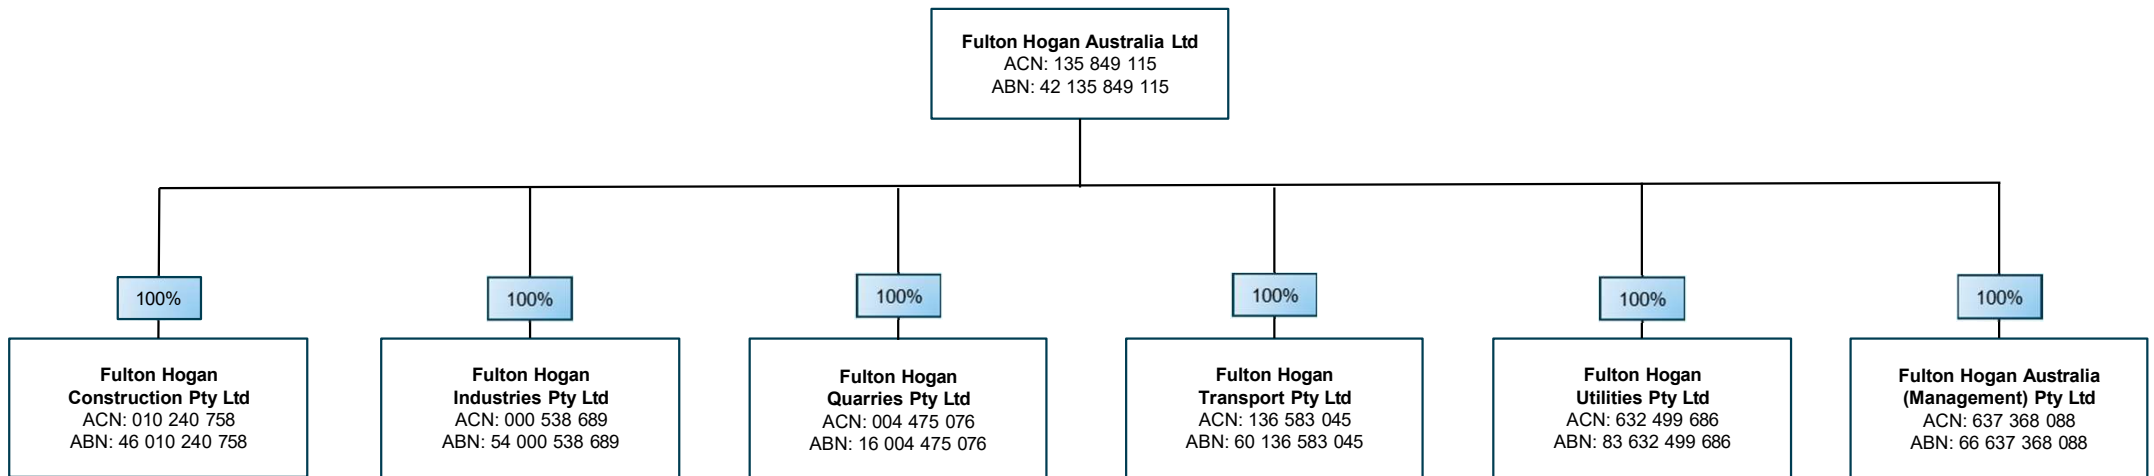 Fulton Hogan Australia Ltd
ACN: 135 849 115
ABN: 42 135 849 115
100%
100%
100%
100%
100%
100%
Fulton Hogan
Construction Pty Ltd
ACN: 010 240 758
ABN: 46 010 240 758
Fulton Hogan
Industries Pty Ltd
ACN: 000 538 689
ABN: 54 000 538 689
Fulton Hogan
Quarries Pty Ltd
ACN: 004 475 076
ABN: 16 004 475 076
Fulton Hogan
Transport Pty Ltd
ACN: 136 583 045
ABN: 60 136 583 045
Fulton Hogan
Utilities Pty Ltd
ACN: 632 499 686
ABN: 83 632 499 686
Fulton Hogan Australia
(Management) Pty Ltd
ACN: 637 368 088
ABN: 66 637 368 088